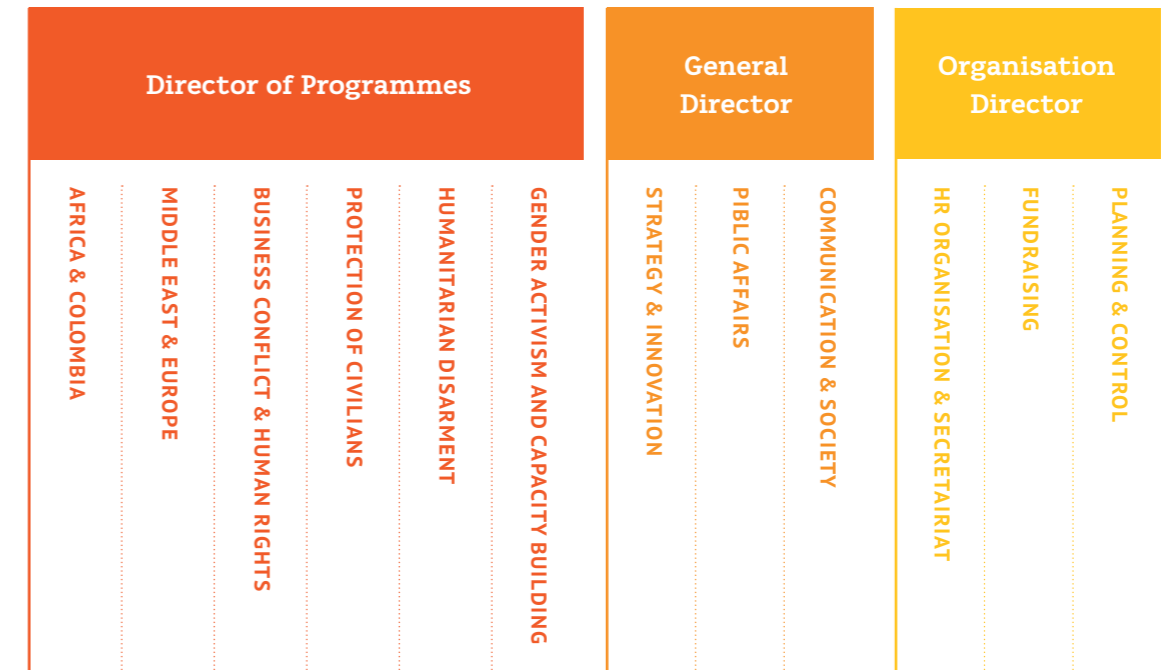 Director of Programmes
AFRICA & COLOMBIA
MIDDLE EAST & EUROPE
BUSINESS CONFLICT & HUMAN RIGHTS
PROTECTION OF CIVILIANS
HUMANITARIAN DISARMENT
GENDER ACTIVISM AND CAPACITY BUILDING
General
Director
STRATEGY & INNOVATION
PIBLIC AFFAIRS
COMMUNICATION & SOCIETY
Organisation
Director
HR ORGANISATION & SECRETAIRIAT
FUNDRAISING
PLANNING & CONTROL